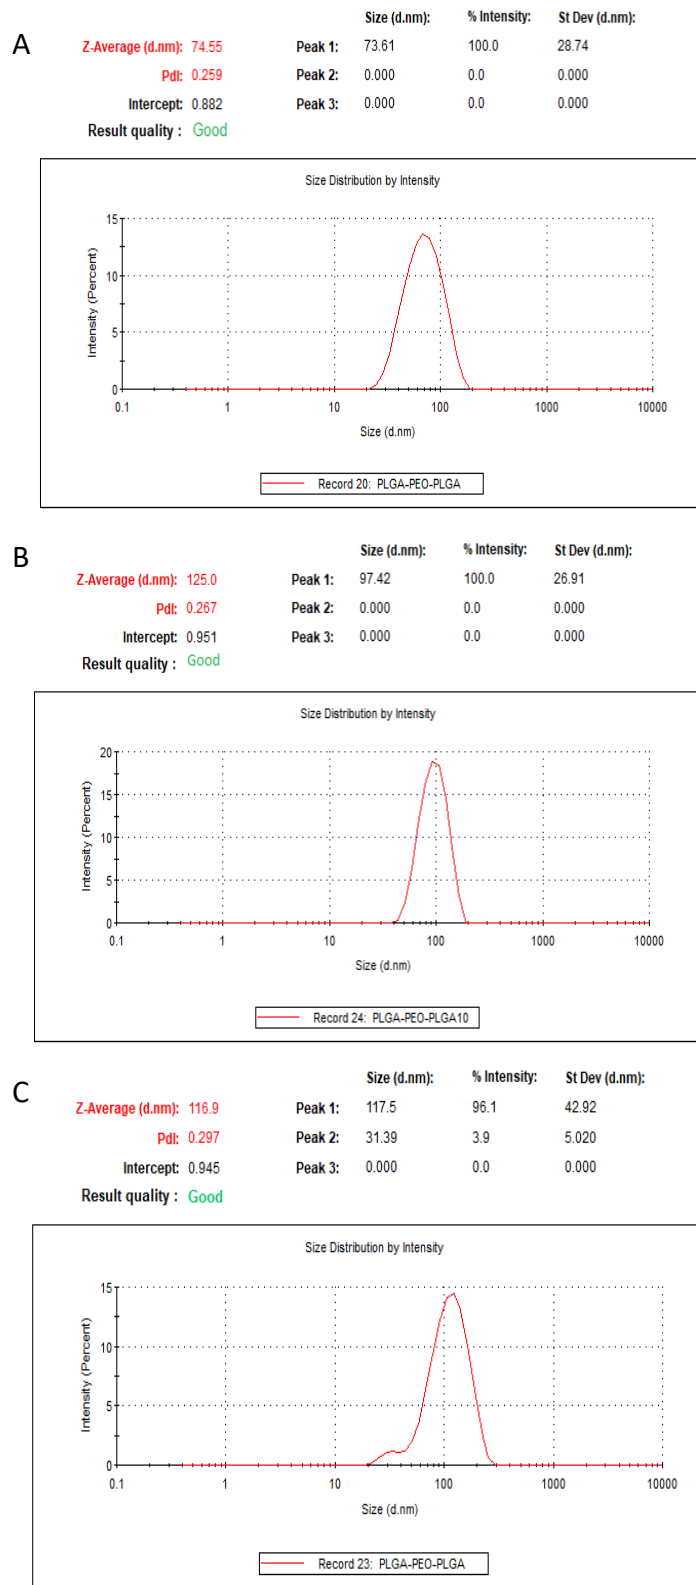 A
Size (d.nm): % Intensity: St Dev (d.nm):
Z-Average (d.nm): 74.55 Peak 1: 73.61 100.0 28.74
PdI: 0.259 Peak 2: 0.000 0.0 0.000
Intercept: 0.882 Peak 3: 0.000 0.0 0.000
Result quality : Good
Size Distribution by Intensity
Intensity (Percent)
15
10
5
0
0.1 1 10 100 1000 10000
Size (d.nm)
Record 20: PLGA-PEO-PLGA
B
Size (d.nm): % Intensity: St Dev (d.nm):
Z-Average (d.nm): 125.0 Peak 1: 97.42 100.0 26.91
PdI: 0.267 Peak 2: 0.000 0.0 0.000
Intercept: 0.951 Peak 3: 0.000 0.0 0.000
Result quality : Good
Size Distribution by Intensity
Intensity (Percent)
20
15
10
5
0
0.1 1 10 100 1000 10000
Size (d.nm)
Record 24: PLGA-PEO-PLGA10
C
Size (d.nm): % Intensity: St Dev (d.nm):
Z-Average (d.nm): 116.9 Peak 1: 117.5 96.1 42.92
PdI: 0.297 Peak 2: 31.39 3.9 5.020
Intercept: 0.945 Peak 3: 0.000 0.0 0.000
Result quality : Good
Size Distribution by Intensity
Intensity (Percent)
15
10
5
0
0.1 1 10 100 1000 10000
Size (d.nm)
Record 23: PLGA-PEO-PLGA